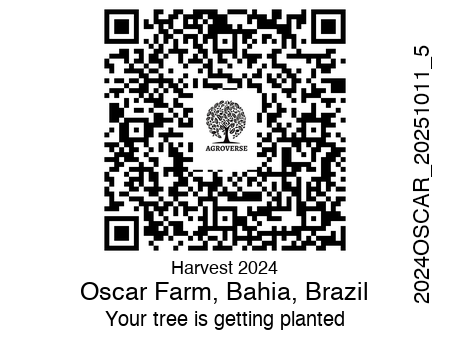 AGROVERSE
Harvest 2024
Oscar Farm, Bahia, Brazil
Your tree is getting planted
2024OSCAR_20251011_5